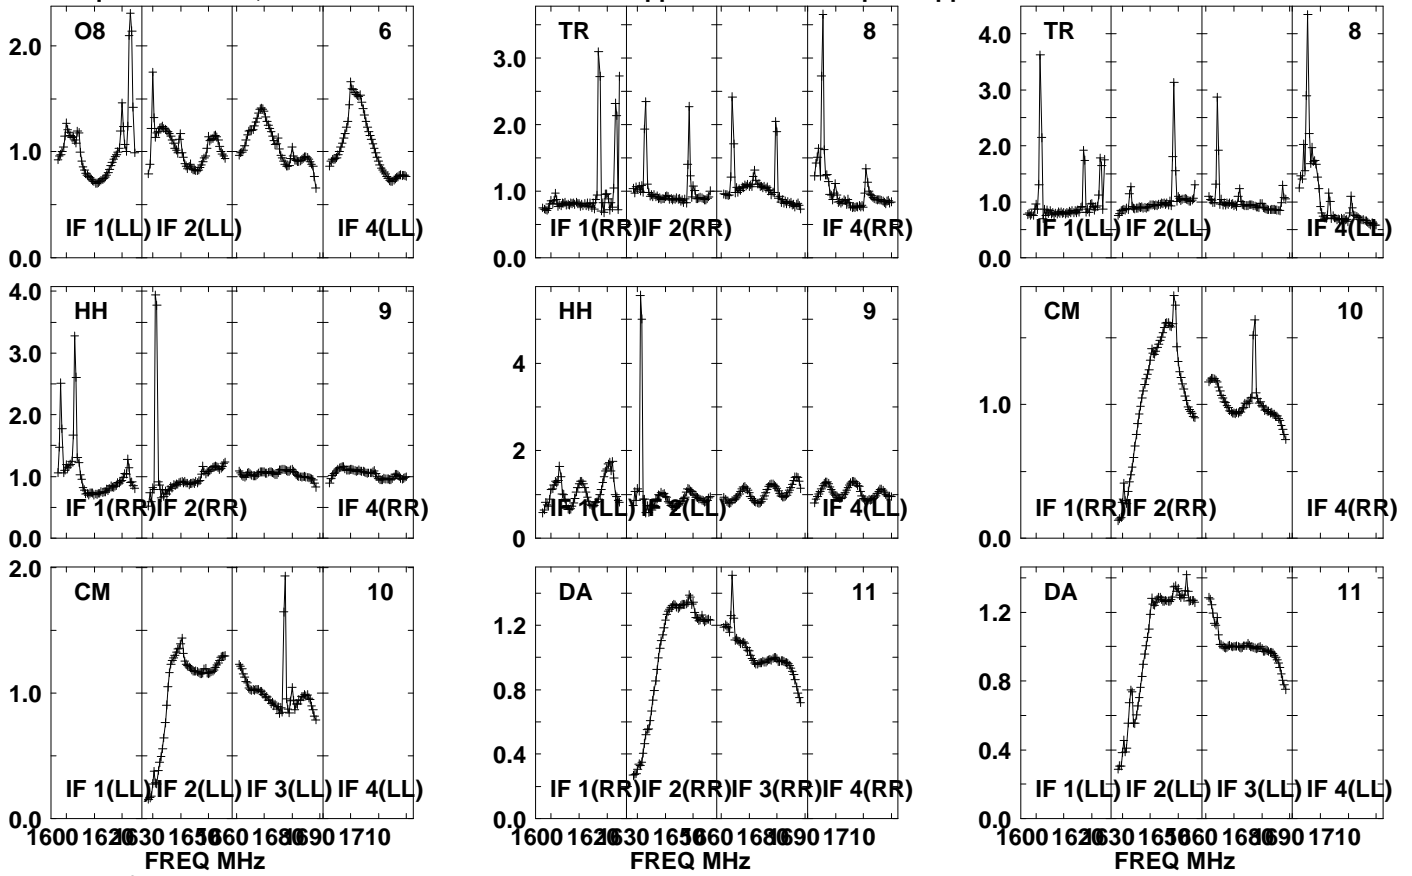 O8 6 TR 8 TR 8
2.0 3.0 4.0
3.0
2.0
1.0 1.0 2.0
1.0
IF 1(LL) IF 2(LL) IF 4(LL) IF 1(RR) IF 2(RR) IF 4(RR) IF 1(LL) IF 2(LL) IF 4(LL)
0.0 0.0 0.0
4.0 HH 9 HH 9 CM 10
3.0 4
2.0 2 1.0
1.0
IF 1(RR) IF 2(RR) IF 4(RR) IF 1(LL) IF 2(LL) IF 4(LL) IF 1(RR) IF 2(RR) IF 4(RR)
0.0 0 0.0
2.0 CM 10 DA 11 DA 11
1.2 1.2
1.0 0.8 0.8
0.4 0.4
IF 1(LL) IF 2(LL) IF 3(LL) IF 4(LL) IF 1(RR) IF 2(RR) IF 3(RR) IF 4(RR) IF 1(LL) IF 2(LL) IF 3(LL) IF 4(LL)
0.0 0.0 0.0
1600 1620 1630 1650 1660 1680 1690 1710 1600 1620 1630 1650 1660 1680 1690 1710 1600 1620 1630 1650 1660 1680 1690 1710
FREQ MHz FREQ MHz FREQ MHz